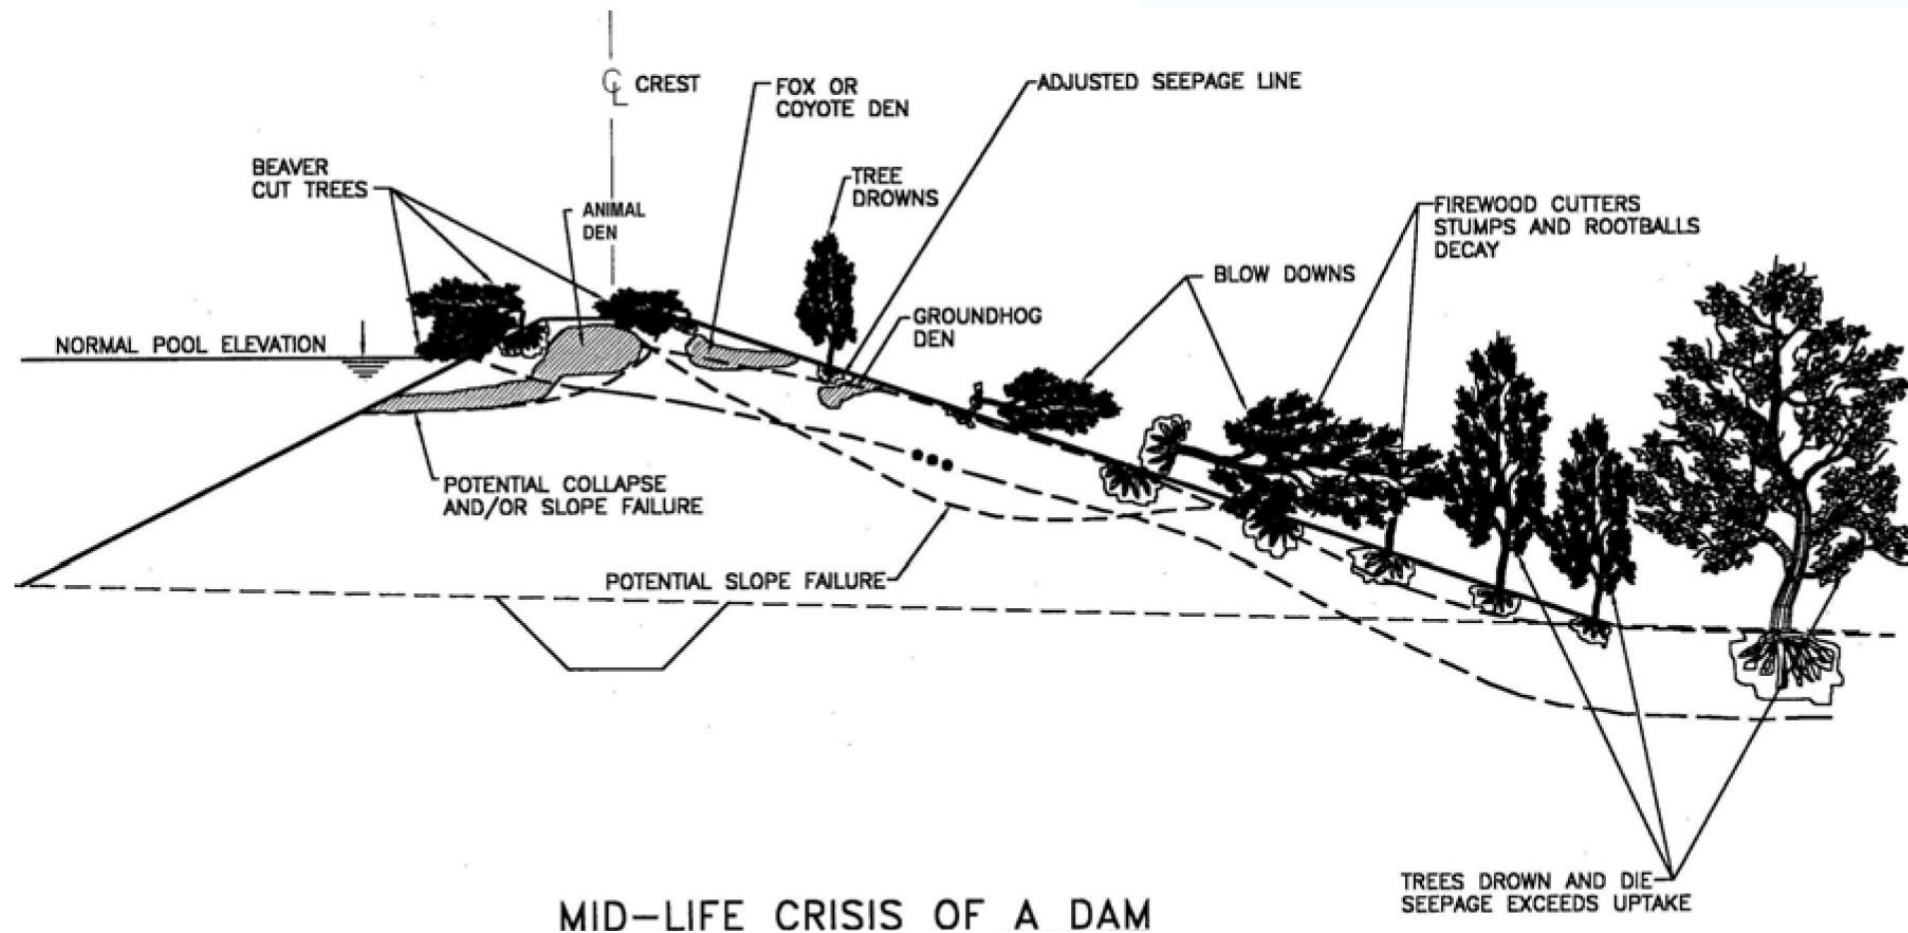 ℄ CREST
FOX OR
COYOTE DEN
ADJUSTED SEEPAGE LINE
BEAVER
CUT TREES
TREE
DROWNS
ANIMAL
DEN
FIREWOOD CUTTERS
STUMPS AND ROOTBALLS
DECAY
BLOW DOWNS
GROUNDHOG
DEN
NORMAL POOL ELEVATION
POTENTIAL COLLAPSE
AND/OR SLOPE FAILURE
POTENTIAL SLOPE FAILURE
TREES DROWN AND DIE
SEEPAGE EXCEEDS UPTAKE
MID-LIFE CRISIS OF A DAM